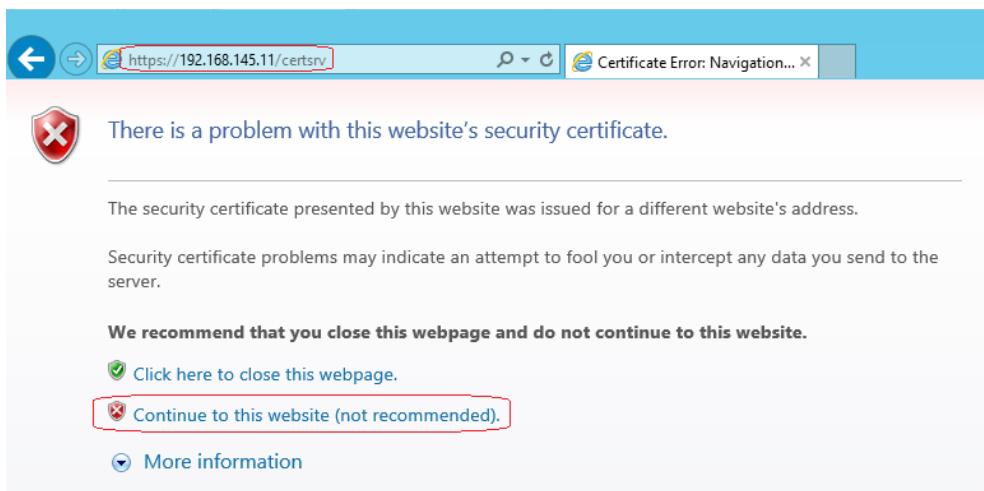 https://192.168.145.11/certsrv
Certificate Error: Navigation...
There is a problem with this website's security certificate.
The security certificate presented by this website was issued for a different website's address.
Security certificate problems may indicate an attempt to fool you or intercept any data you send to the
server.
We recommend that you close this webpage and do not continue to this website.
Click here to close this webpage.
Continue to this website (not recommended).
More information